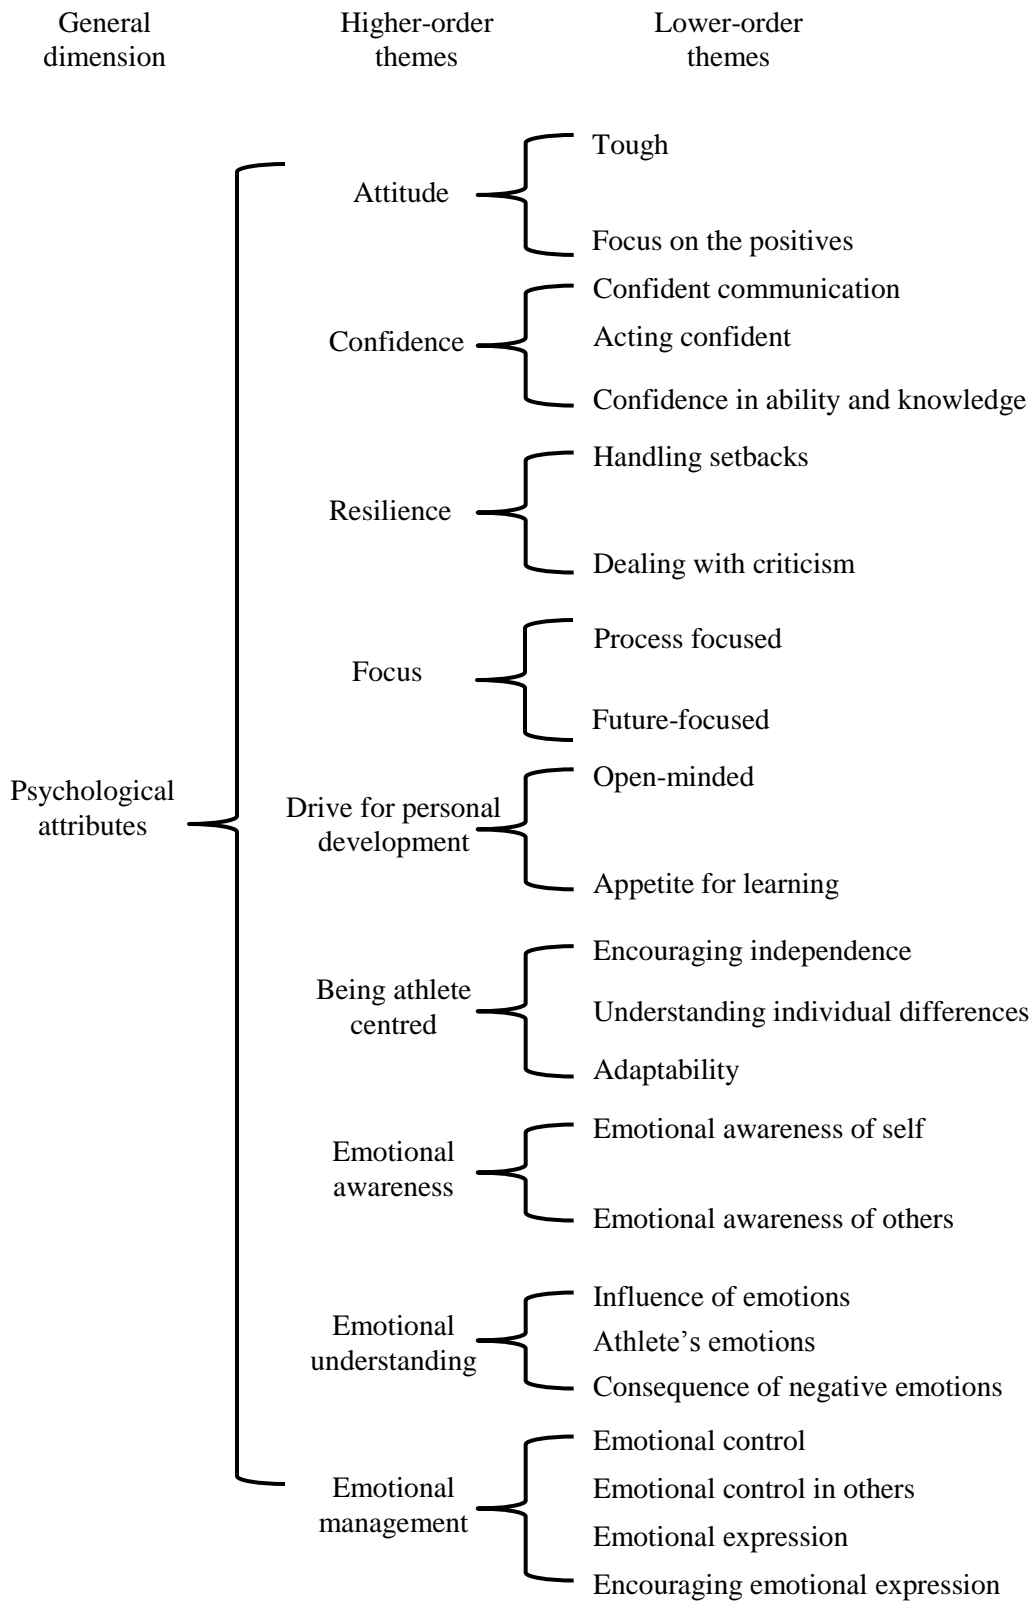 General
dimension
Higher-order
themes
Lower-order
themes
Psychological
attributes
Attitude
Tough
Focus on the positives
Confidence
Confident communication
Acting confident
Confidence in ability and knowledge
Resilience
Handling setbacks
Dealing with criticism
Focus
Process focused
Future-focused
Drive for personal
development
Open-minded
Appetite for learning
Being athlete
centred
Encouraging independence
Understanding individual differences
Adaptability
Emotional
awareness
Emotional awareness of self
Emotional awareness of others
Emotional
understanding
Influence of emotions
Athlete’s emotions
Consequence of negative emotions
Emotional
management
Emotional control
Emotional control in others
Emotional expression
Encouraging emotional expression